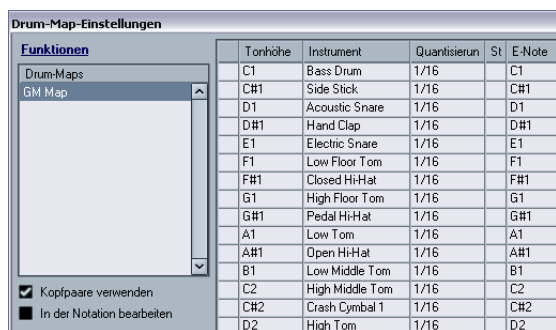 Drum-Map-Einstellungen
Funktionen
Drum-Maps
GM Map
Kopfpaare verwenden
In der Notation bearbeiten
Tonhöhe Instrument Quantisierun St E-Note
C1 Bass Drum 1/16 C1
C#1 Side Stick 1/16 C#1
D1 Acoustic Snare 1/16 D1
D#1 Hand Clap 1/16 D#1
E1 Electric Snare 1/16 E1
F1 Low Floor Tom 1/16 F1
F#1 Closed Hi-Hat 1/16 F#1
G1 High Floor Tom 1/16 G1
G#1 Pedal Hi-Hat 1/16 G#1
A1 Low Tom 1/16 A1
A#1 Open Hi-Hat 1/16 A#1
B1 Low Middle Tom 1/16 B1
C2 High Middle Tom 1/16 C2
C#2 Crash Cymbal 1 1/16 C#2
D2 High Tom 1/16 D2